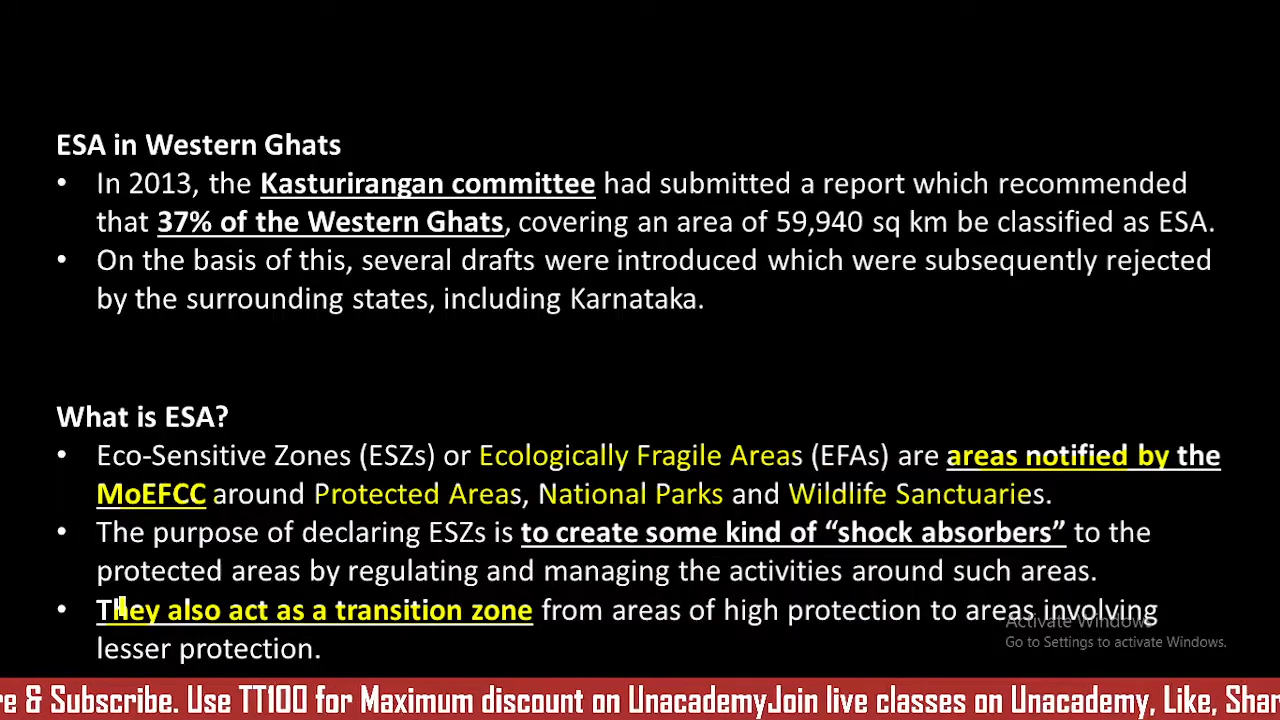 ESA in Western Ghats
• In 2013, the Kasturirangan committee had submitted a report which recommended
that 37% of the Western Ghats, covering an area of 59,940 sq km be classified as ESA.
• On the basis of this, several drafts were introduced which were subsequently rejected
by the surrounding states, including Karnataka.
What is ESA?
• Eco-Sensitive Zones (ESZs) or Ecologically Fragile Areas (EFAs) are areas notified by the
MoEFCC around Protected Areas, National Parks and Wildlife Sanctuaries.
• The purpose of declaring ESZs is to create some kind of “shock absorbers” to the
protected areas by regulating and managing the activities around such areas.
• They also act as a transition zone from areas of high protection to areas involving
lesser protection.
Activate Windows
Go to Settings to activate Windows.
re & Subscribe. Use TT100 for Maximum discount on UnacademyJoin live classes on Unacademy, Like, Shar